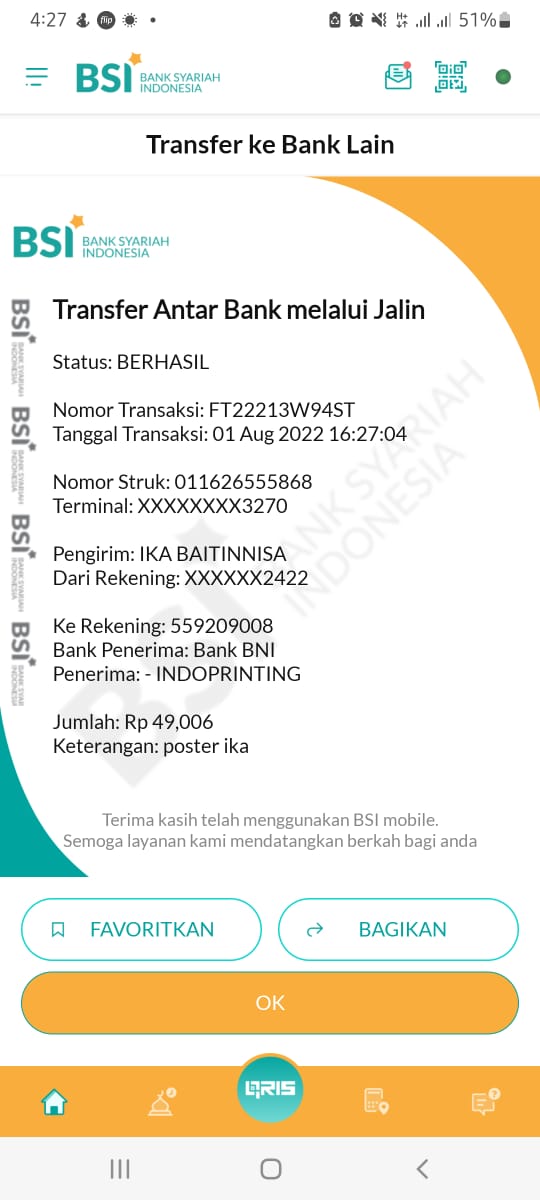 4:27 flip 51%
BSI BANK SYARIAH
INDONESIA
Transfer ke Bank Lain
BSI BANK SYARIAH
INDONESIA
Transfer Antar Bank melalui Jalin
Status: BERHASIL
Nomor Transaksi: FT22213W94ST
Tanggal Transaksi: 01 Aug 2022 16:27:04
Nomor Struk: 011626555868
Terminal: XXXXXXXX3270
Pengirim: IKA BAITINNISA
Dari Rekening: XXXXXX2422
Ke Rekening: 559209008
Bank Penerima: Bank BNI
Penerima: - INDOPRINTING
Jumlah: Rp 49,006
Keterangan: poster ika
BSI BANK SYARIAH
INDONESIA
BSI BANK SYARIAH
INDONESIA
BSI BANK SYARIAH
INDONESIA
BSI BANK SYARIAH
INDONESIA
BSI BANK SYAR
INDONESIA
Terima kasih telah menggunakan BSI mobile.
Semoga layanan kami mendatangkan berkah bagi anda
FAVORITKAN
BAGIKAN
OK
QRIS